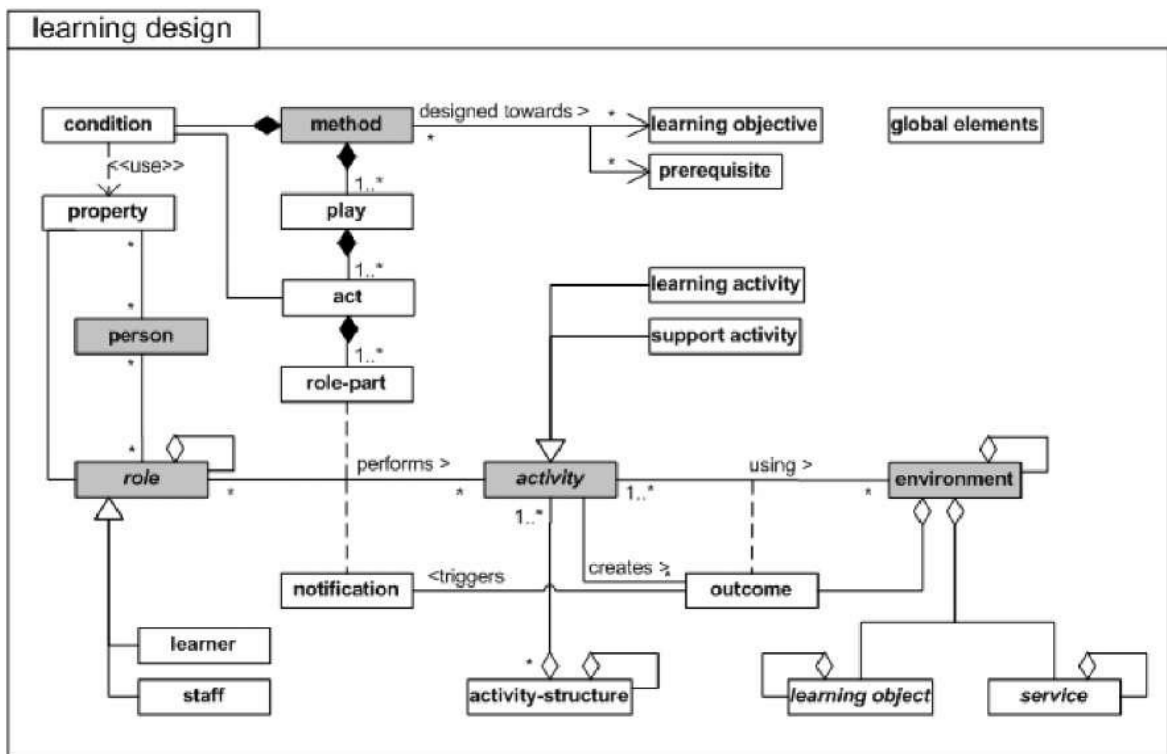 learning design
condition
method
designed towards >
*
*
learning objective
global elements
<<use>>
*
prerequisite
1..*
property
play
*
1..*
act
learning activity
*
person
support activity
*
1..*
role-part
*
role
performs >
activity
using >
environment
*
*
1..*
*
1..*
notification
<triggers
creates >
*
outcome
learner
*
staff
activity-structure
learning object
service